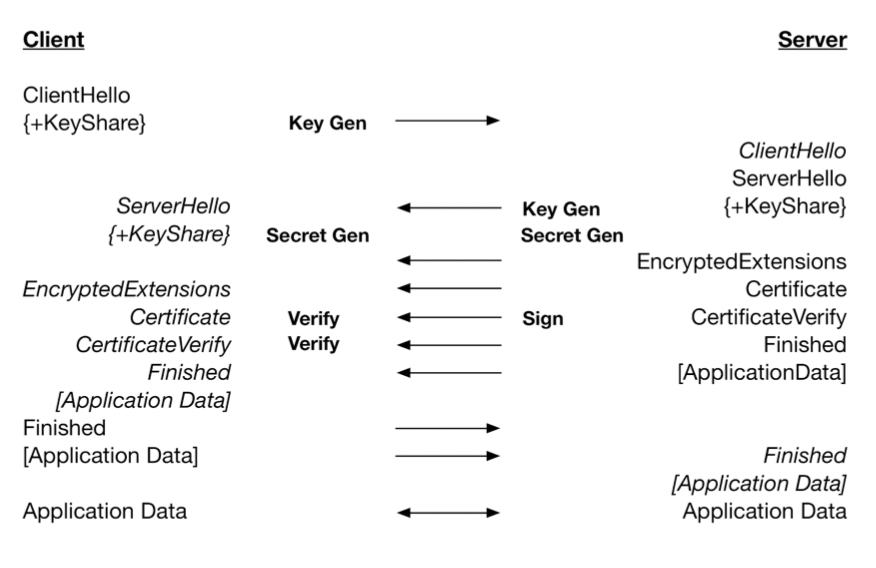 Client Server
ClientHello
{+KeyShare} Key Gen
ClientHello
ServerHello
ServerHello Key Gen {+KeyShare}
{+KeyShare} Secret Gen Secret Gen
EncryptedExtensions
EncryptedExtensions Certificate
Certificate Verify Sign CertificateVerify
CertificateVerify Verify Finished
Finished [ApplicationData]
[Application Data]
Finished
[Application Data] Finished
[Application Data]
Application Data Application Data